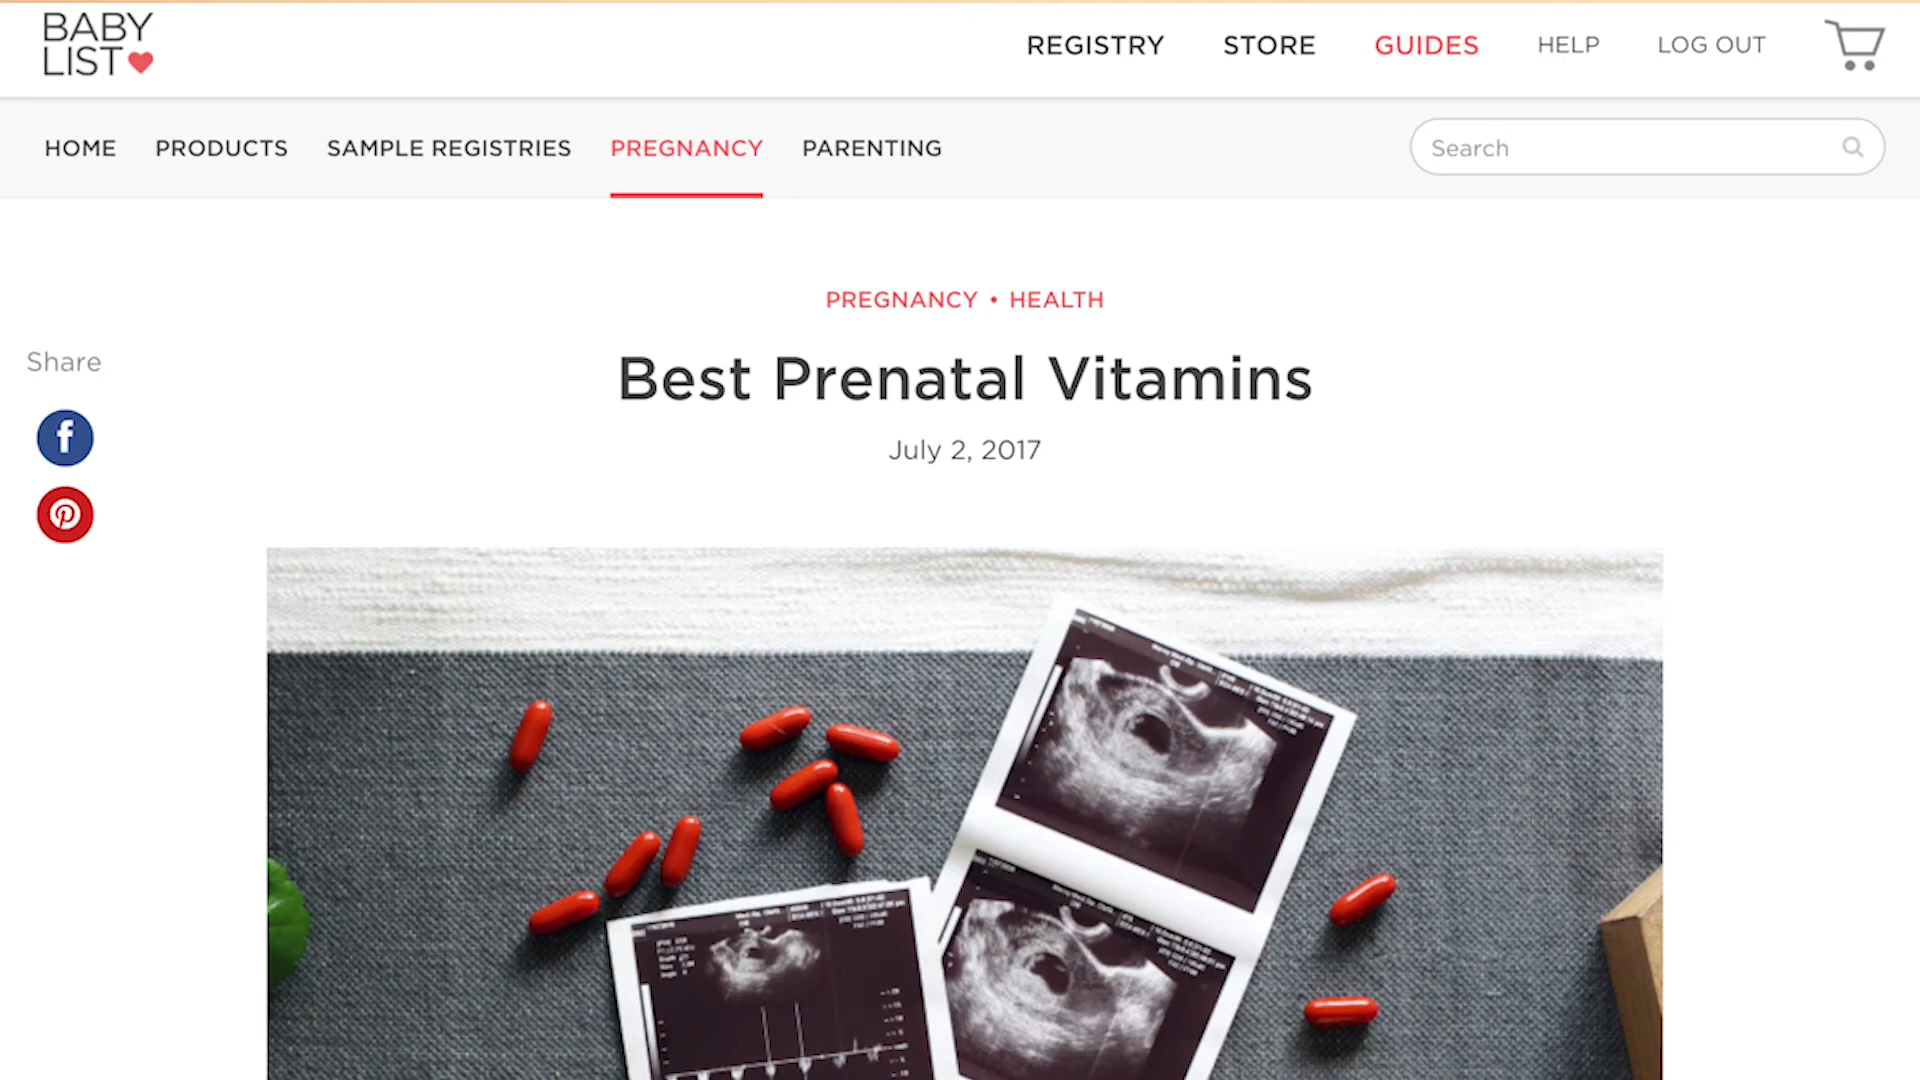 BABY
LIST
REGISTRY STORE GUIDES HELP LOG OUT
HOME PRODUCTS SAMPLE REGISTRIES PREGNANCY PARENTING
Search
PREGNANCY • HEALTH
Share
Best Prenatal Vitamins
July 2, 2017